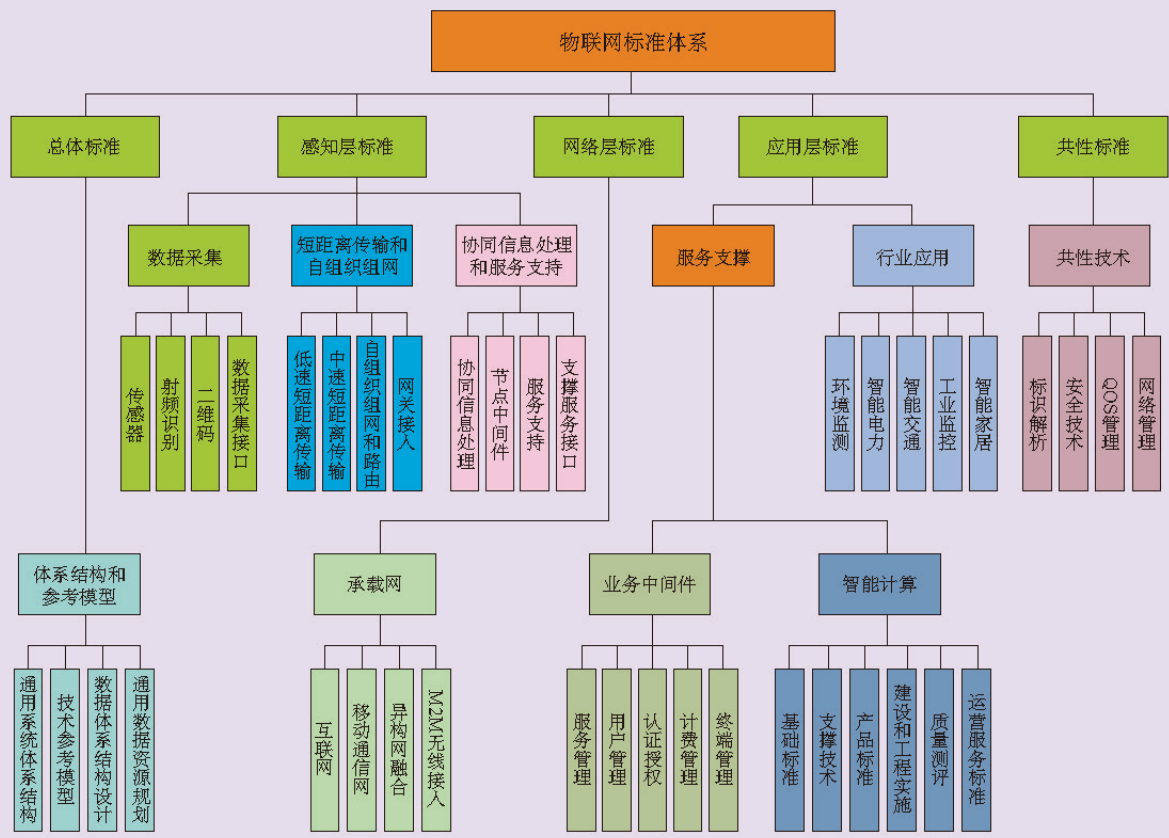 物联网标准体系
总体标准
感知层标准
网络层标准
应用层标准
共性标准
数据采集
短距离传输和
自组织组网
协同信息处理
和服务支持
服务支撑
行业应用
共性技术
传感器
射频识别
二维码
数据采集接口
低速短距离传输
中速短距离传输
自组织组网和路由
网关接入
协同信息处理
节点中间件
服务支持
支撑服务接口
环境监测
智能电力
智能交通
工业监控
智能家居
标识解析
安全技术
QOS管理
网络管理
体系结构和
参考模型
承载网
业务中间件
智能计算
通用系统体系结构
技术参考模型
数据体系结构设计
通用数据资源规划
互联网
移动通信网
异构网融合
M2M无线接入
服务管理
用户管理
认证授权
计费管理
终端管理
基础标准
支撑技术
产品标准
建设和工程实施
质量测评
运营服务标准